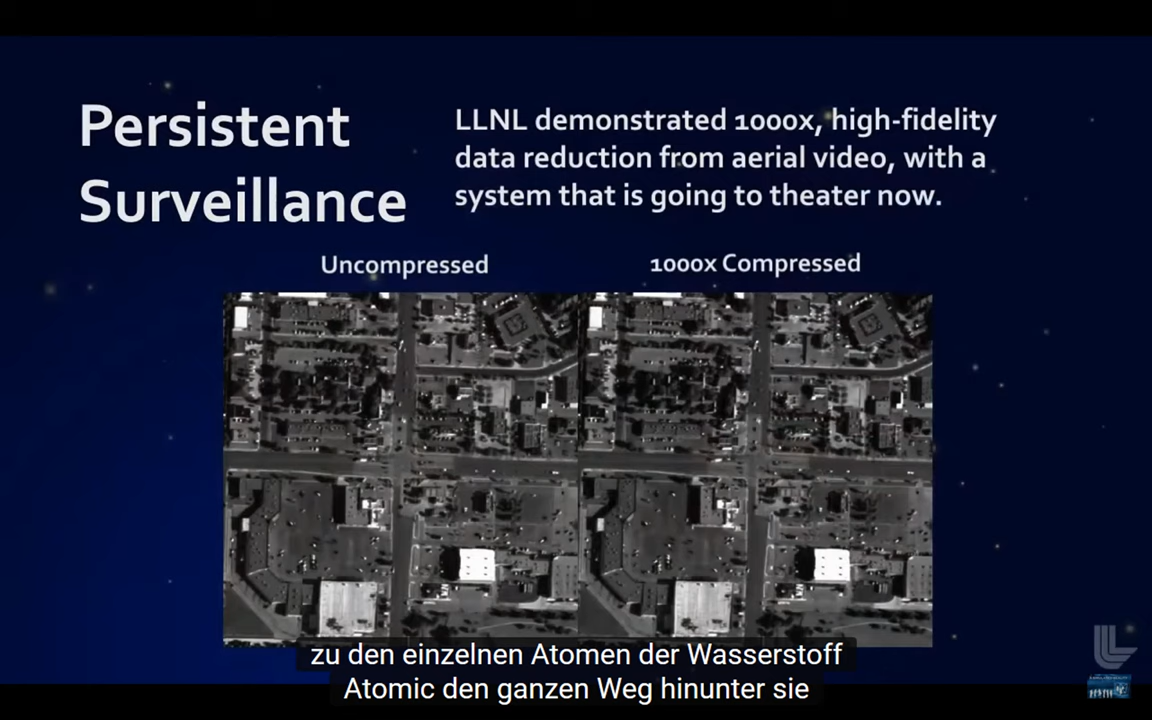 Persistent
Surveillance
LLNL demonstrated 1000x, high-fidelity
data reduction from aerial video, with a
system that is going to theater now.
Uncompressed
1000x Compressed
zu den einzelnen Atomen der Wasserstoff
Atomic den ganzen Weg hinunter sie